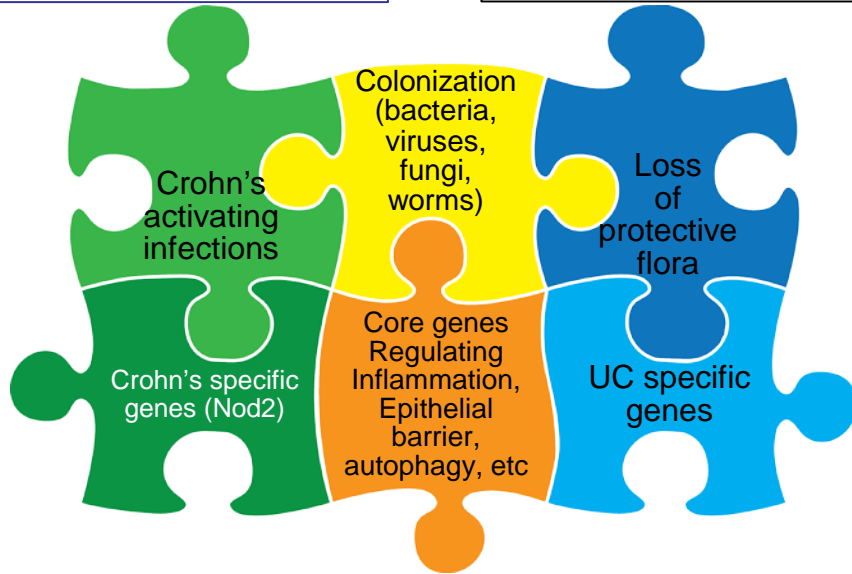 Crohn's
activating
infections
Colonization
(bacteria,
viruses,
fungi,
worms)
Loss
of
protective
flora
Crohn's specific
genes (Nod2)
Core genes
Regulating
Inflammation,
Epithelial
barrier,
autophagy, etc
UC specific
genes